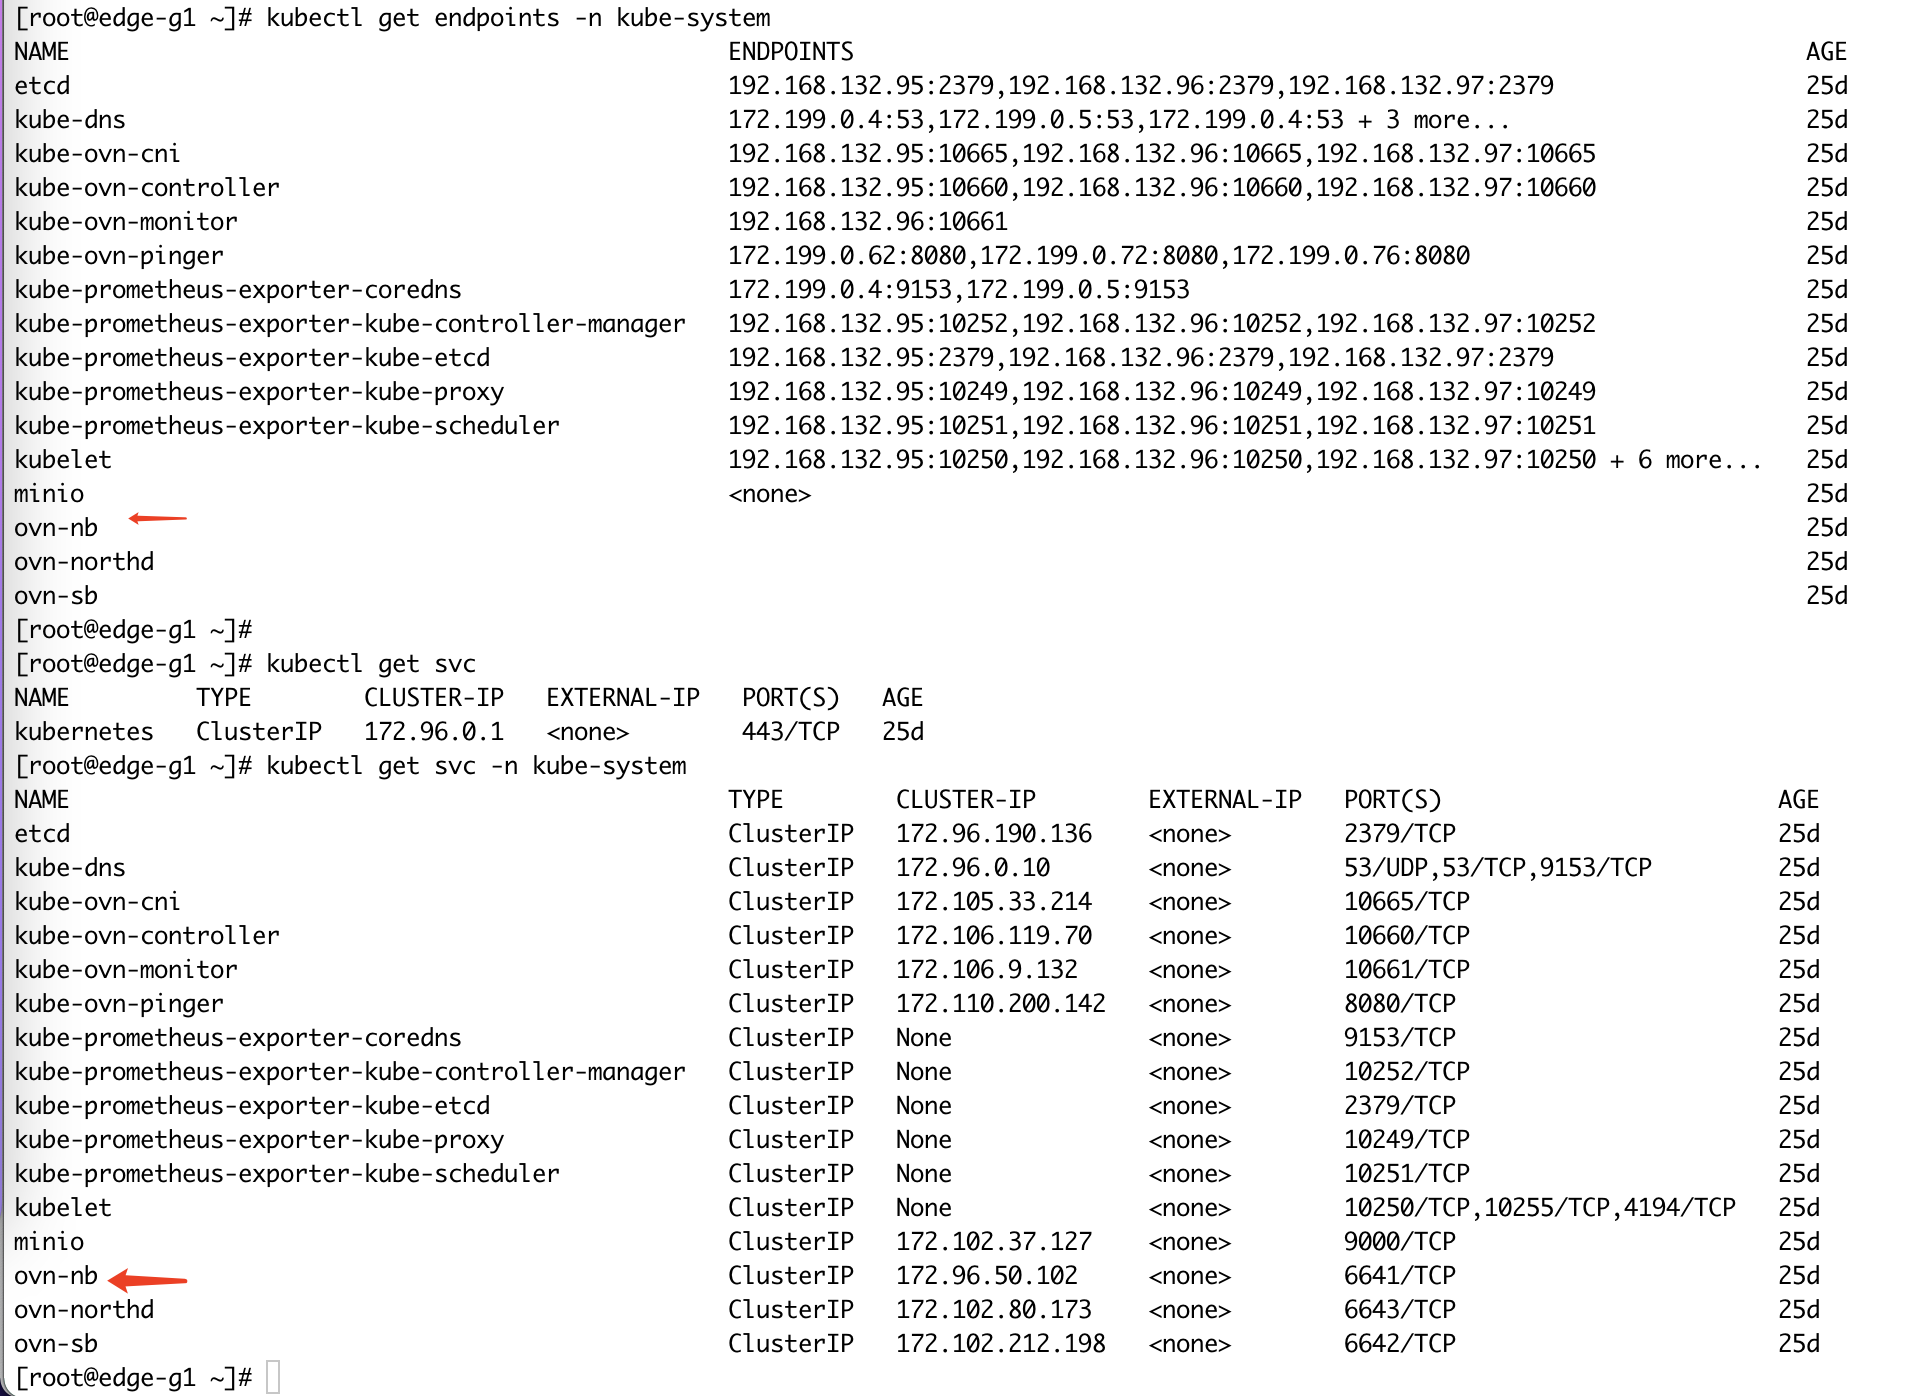 [root@edge-g1 ~]# kubectl get endpoints -n kube-system
NAME ENDPOINTS AGE
etcd 192.168.132.95:2379,192.168.132.96:2379,192.168.132.97:2379 25d
kube-dns 172.199.0.4:53,172.199.0.5:53,172.199.0.4:53 + 3 more... 25d
kube-ovn-cni 192.168.132.95:10665,192.168.132.96:10665,192.168.132.97:10665 25d
kube-ovn-controller 192.168.132.95:10660,192.168.132.96:10660,192.168.132.97:10660 25d
kube-ovn-monitor 192.168.132.96:10661 25d
kube-ovn-pinger 172.199.0.62:8080,172.199.0.72:8080,172.199.0.76:8080 25d
kube-prometheus-exporter-coredns 172.199.0.4:9153,172.199.0.5:9153 25d
kube-prometheus-exporter-kube-controller-manager 192.168.132.95:10252,192.168.132.96:10252,192.168.132.97:10252 25d
kube-prometheus-exporter-kube-etcd 192.168.132.95:2379,192.168.132.96:2379,192.168.132.97:2379 25d
kube-prometheus-exporter-kube-proxy 192.168.132.95:10249,192.168.132.96:10249,192.168.132.97:10249 25d
kube-prometheus-exporter-kube-scheduler 192.168.132.95:10251,192.168.132.96:10251,192.168.132.97:10251 25d
kubelet 192.168.132.95:10250,192.168.132.96:10250,192.168.132.97:10250 + 6 more... 25d
minio <none> 25d
ovn-nb 25d
ovn-northd 25d
ovn-sb 25d
[root@edge-g1 ~]#
[root@edge-g1 ~]# kubectl get svc
NAME TYPE CLUSTER-IP EXTERNAL-IP PORT(S) AGE
kubernetes ClusterIP 172.96.0.1 <none> 443/TCP 25d
[root@edge-g1 ~]# kubectl get svc -n kube-system
NAME TYPE CLUSTER-IP EXTERNAL-IP PORT(S) AGE
etcd ClusterIP 172.96.190.136 <none> 2379/TCP 25d
kube-dns ClusterIP 172.96.0.10 <none> 53/UDP,53/TCP,9153/TCP 25d
kube-ovn-cni ClusterIP 172.105.33.214 <none> 10665/TCP 25d
kube-ovn-controller ClusterIP 172.106.119.70 <none> 10660/TCP 25d
kube-ovn-monitor ClusterIP 172.106.9.132 <none> 10661/TCP 25d
kube-ovn-pinger ClusterIP 172.110.200.142 <none> 8080/TCP 25d
kube-prometheus-exporter-coredns ClusterIP None <none> 9153/TCP 25d
kube-prometheus-exporter-kube-controller-manager ClusterIP None <none> 10252/TCP 25d
kube-prometheus-exporter-kube-etcd ClusterIP None <none> 2379/TCP 25d
kube-prometheus-exporter-kube-proxy ClusterIP None <none> 10249/TCP 25d
kube-prometheus-exporter-kube-scheduler ClusterIP None <none> 10251/TCP 25d
kubelet ClusterIP None <none> 10250/TCP,10255/TCP,4194/TCP 25d
minio ClusterIP 172.102.37.127 <none> 9000/TCP 25d
ovn-nb ClusterIP 172.96.50.102 <none> 6641/TCP 25d
ovn-northd ClusterIP 172.102.80.173 <none> 6643/TCP 25d
ovn-sb ClusterIP 172.102.212.198 <none> 6642/TCP 25d
[root@edge-g1 ~]#